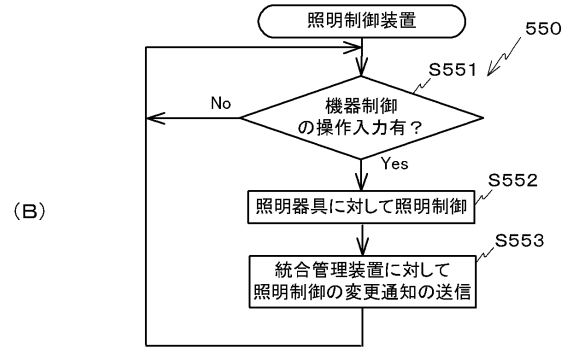 照明制御装置
550
S551
機器制御
の操作入力有？
No
Yes
(B)
S552
照明器具に対して照明制御
S553
統合管理装置に対して
照明制御の変更通知の送信